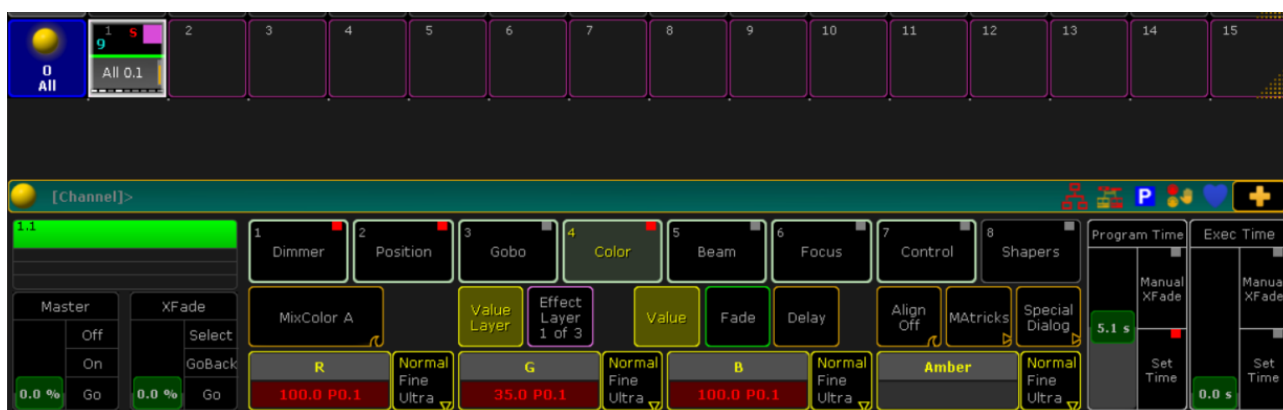 1 S 2 3 4 5 6 7 8 9 10 11 12 13 14 15
9
0 All 0.1
All
[Channel]> P
1.1
1 Dimmer 2 Position 3 Gobo 4 Color 5 Beam 6 Focus 7 Control 8 Shapers
Program Time Exec Time
Manual XFade Manua XFade
Master XFade
MixColor A Value Layer Effect Layer 1 of 3 Value Fade Delay Align Off MAtricks Special Dialog
5.1 s
Off Select
On GoBack
0.0 % Go 0.0 % Go
R Normal G Normal B Normal Amber Normal
100.0 P0.1 Fine 35.0 P0.1 Fine 100.0 P0.1 Fine Fine
Ultra Ultra Ultra Ultra
Set Time Set Time
0.0 s